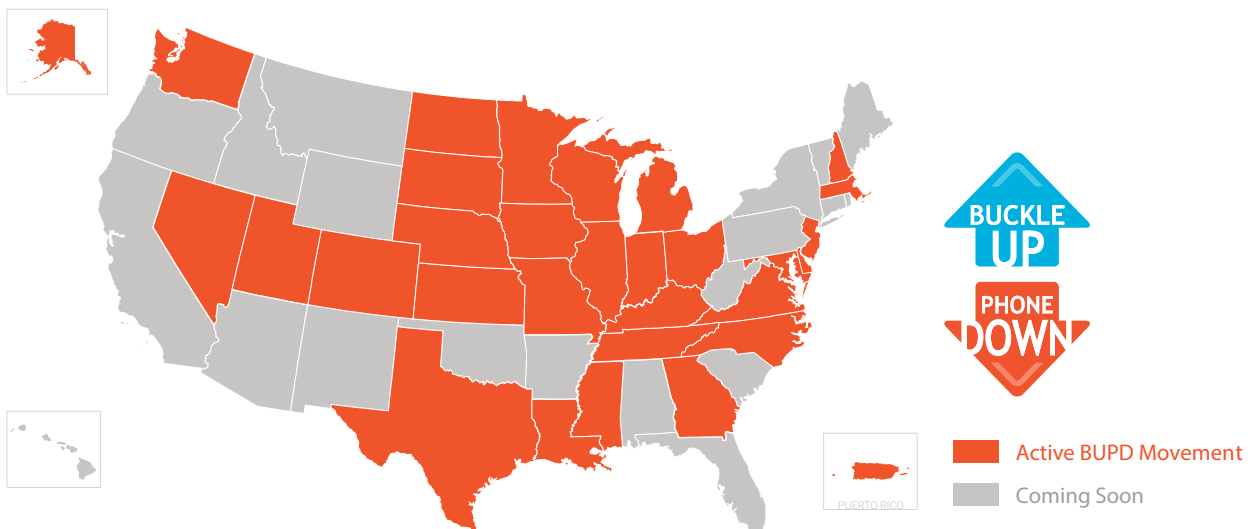 BUCKLE
UP
PHONE
DOWN
Active BUPD Movement
Coming Soon
PUERTO RICO